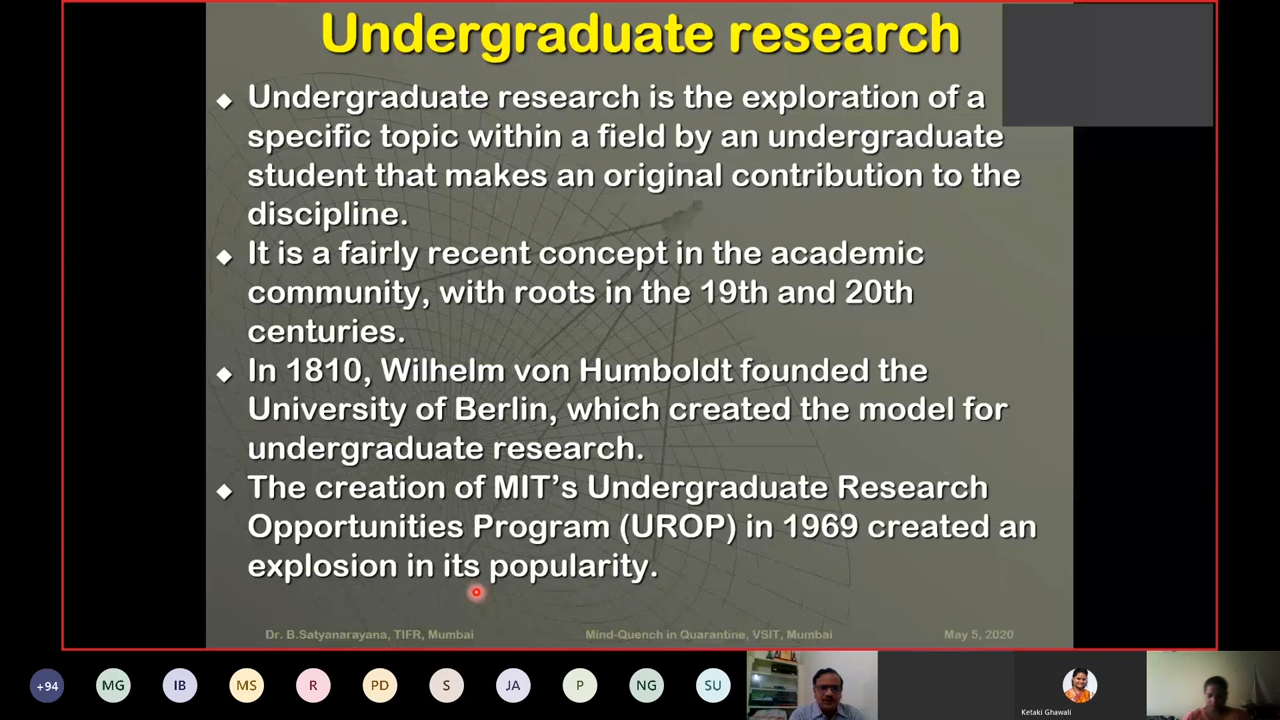 Undergraduate research
Undergraduate research is the exploration of a
specific topic within a field by an undergraduate
student that makes an original contribution to the
discipline.
It is a fairly recent concept in the academic
community, with roots in the 19th and 20th
centuries.
In 1810, Wilhelm von Humboldt founded the
University of Berlin, which created the model for
undergraduate research.
The creation of MIT’s Undergraduate Research
Opportunities Program (UROP) in 1969 created an
explosion in its popularity.
Dr. B.Satyanarayana, TIFR, Mumbai Mind-Quench in Quarantine, VSIT, Mumbai May 5, 2020
+94 MG IB MS R PD S JA P NG SU
Ketaki Ghawali